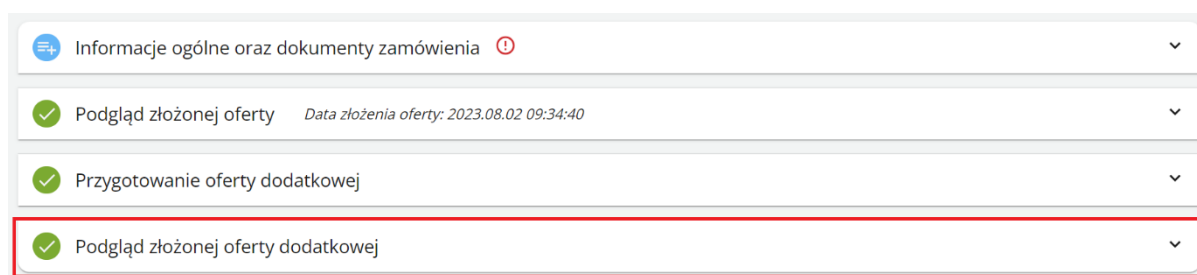 Informacje ogólne oraz dokumenty zamówienia
Podgląd złożonej oferty Data złożenia oferty: 2023.08.02 09:34:40
Przygotowanie oferty dodatkowej
Podgląd złożonej oferty dodatkowej